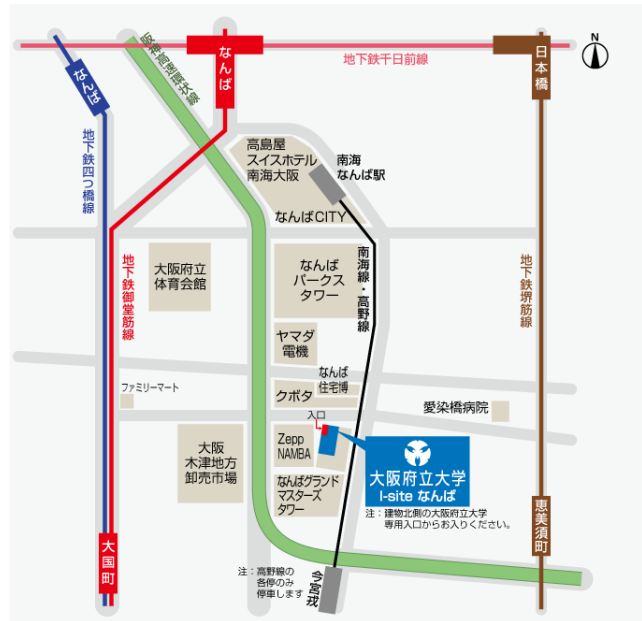 N
なんば
なんば
阪神高速環状線
地下鉄千日前線
日本橋
地下鉄四つ橋線
高島屋
スイスホテル
南海大阪
南海
なんば駅
なんばCITY
地下鉄御堂筋線
大阪府立
体育会館
なんば
パークス
タワー
南海線・高野線
地下鉄堺筋線
ヤマダ
電機
なんば
住宅博
ファミリーマート
クボタ
愛染橋病院
入口
大阪
木津地方
卸売市場
Zepp
NAMBA
大阪府立大学
I-site なんば
なんばグランド
マスターズ
タワー
注：建物北側の大阪府立大学
専用入口からお入りください。
恵美須町
大国町
注：高野線の
各停のみ
停車します
今宮戎